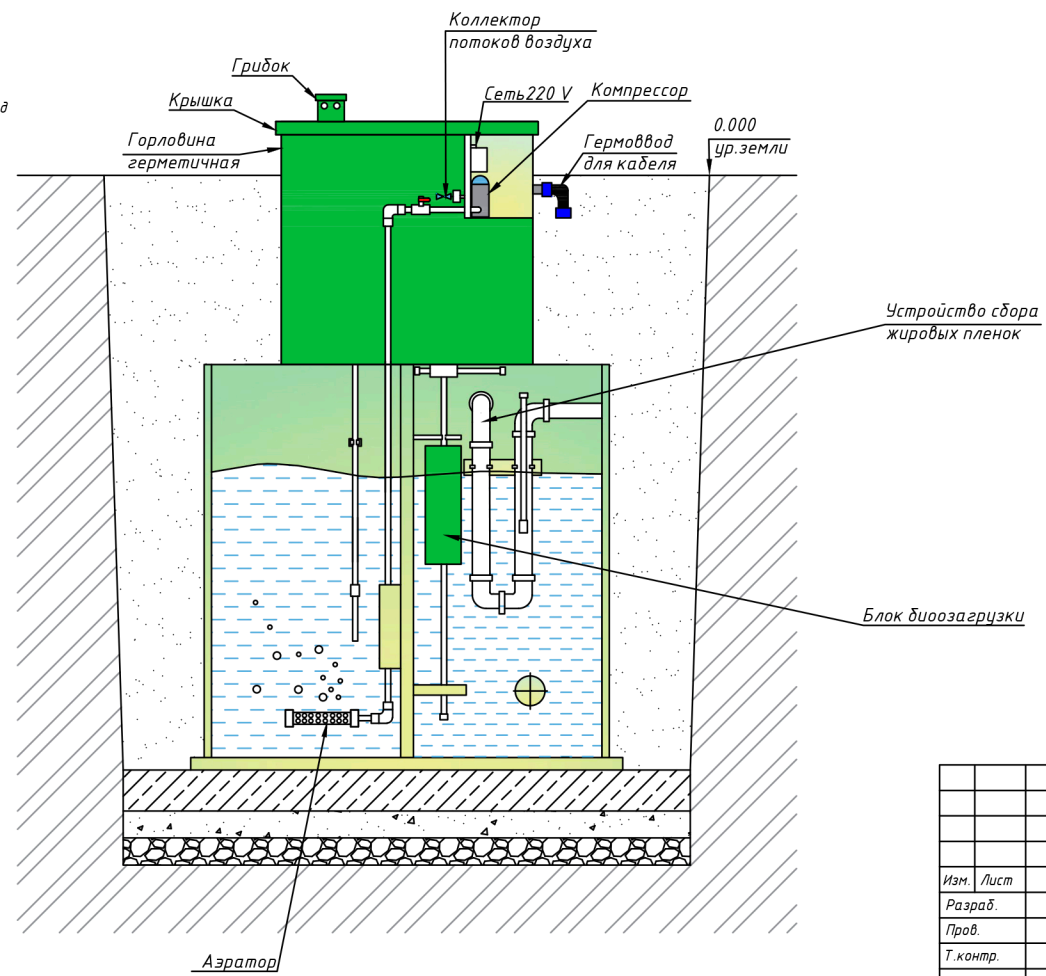 Коллектор
потоков воздуха
Грибок
Крышка
Сеть220 V
Компрессор
Горловина
герметичная
Гермоввод
для кабеля
0.000
ур.земли
Устройство сбора
жировых пленок
Блок биоозагрузки
Аэратор
Изм. Лист
Разраб.
Пров.
Т.контр.